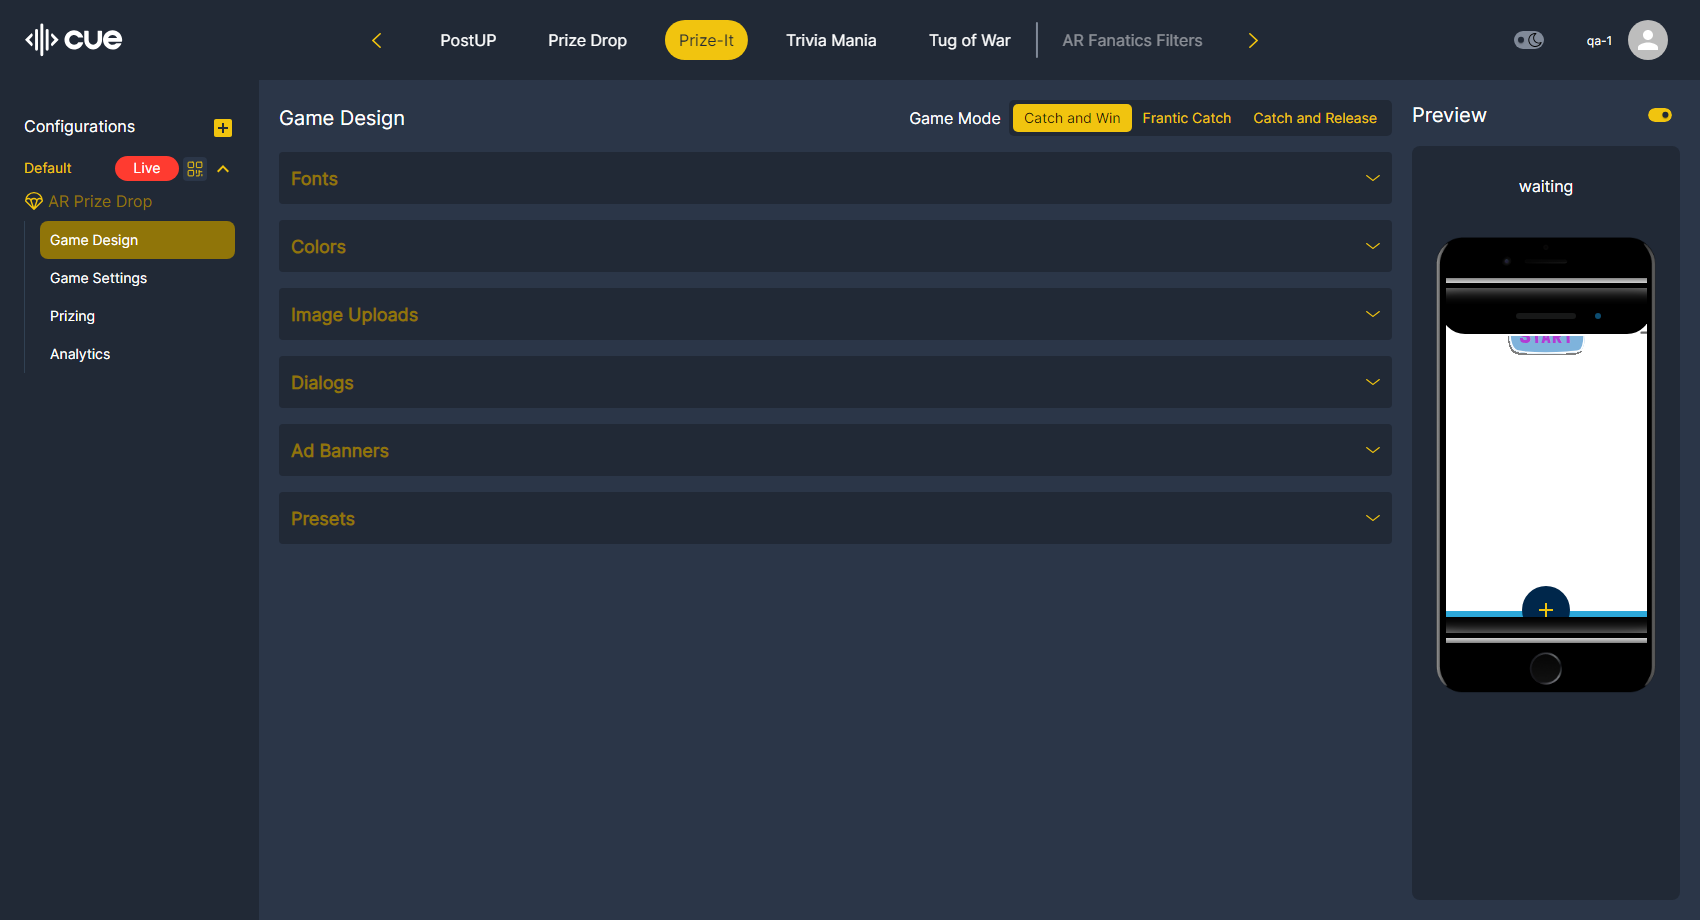 cue
PostUP
Prize Drop
Prize-It
Trivia Mania
Tug of War
AR Fanatics Filters
qa-1
Configurations
Default
Live
AR Prize Drop
Game Design
Game Settings
Prizing
Analytics
Game Design
Game Mode
Catch and Win
Frantic Catch
Catch and Release
Fonts
Colors
Image Uploads
Dialogs
Ad Banners
Presets
Preview
waiting
START